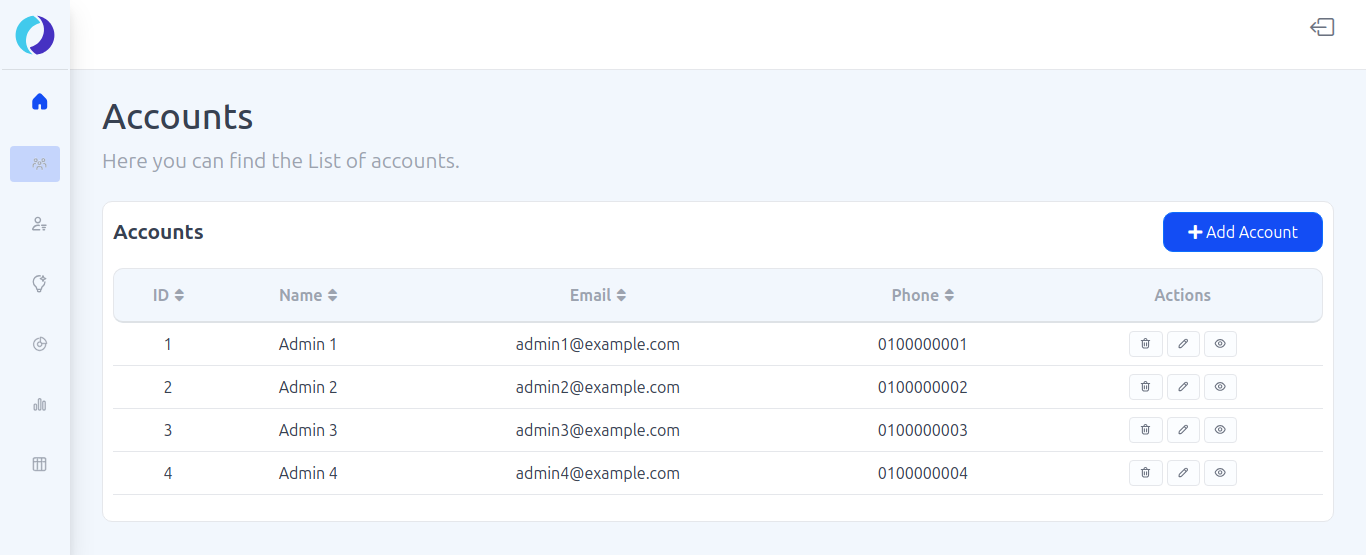 Accounts
Here you can find the List of accounts.
Accounts
Add Account
ID Name Email Phone Actions
1 Admin 1 admin1@example.com 0100000001
2 Admin 2 admin2@example.com 0100000002
3 Admin 3 admin3@example.com 0100000003
4 Admin 4 admin4@example.com 0100000004